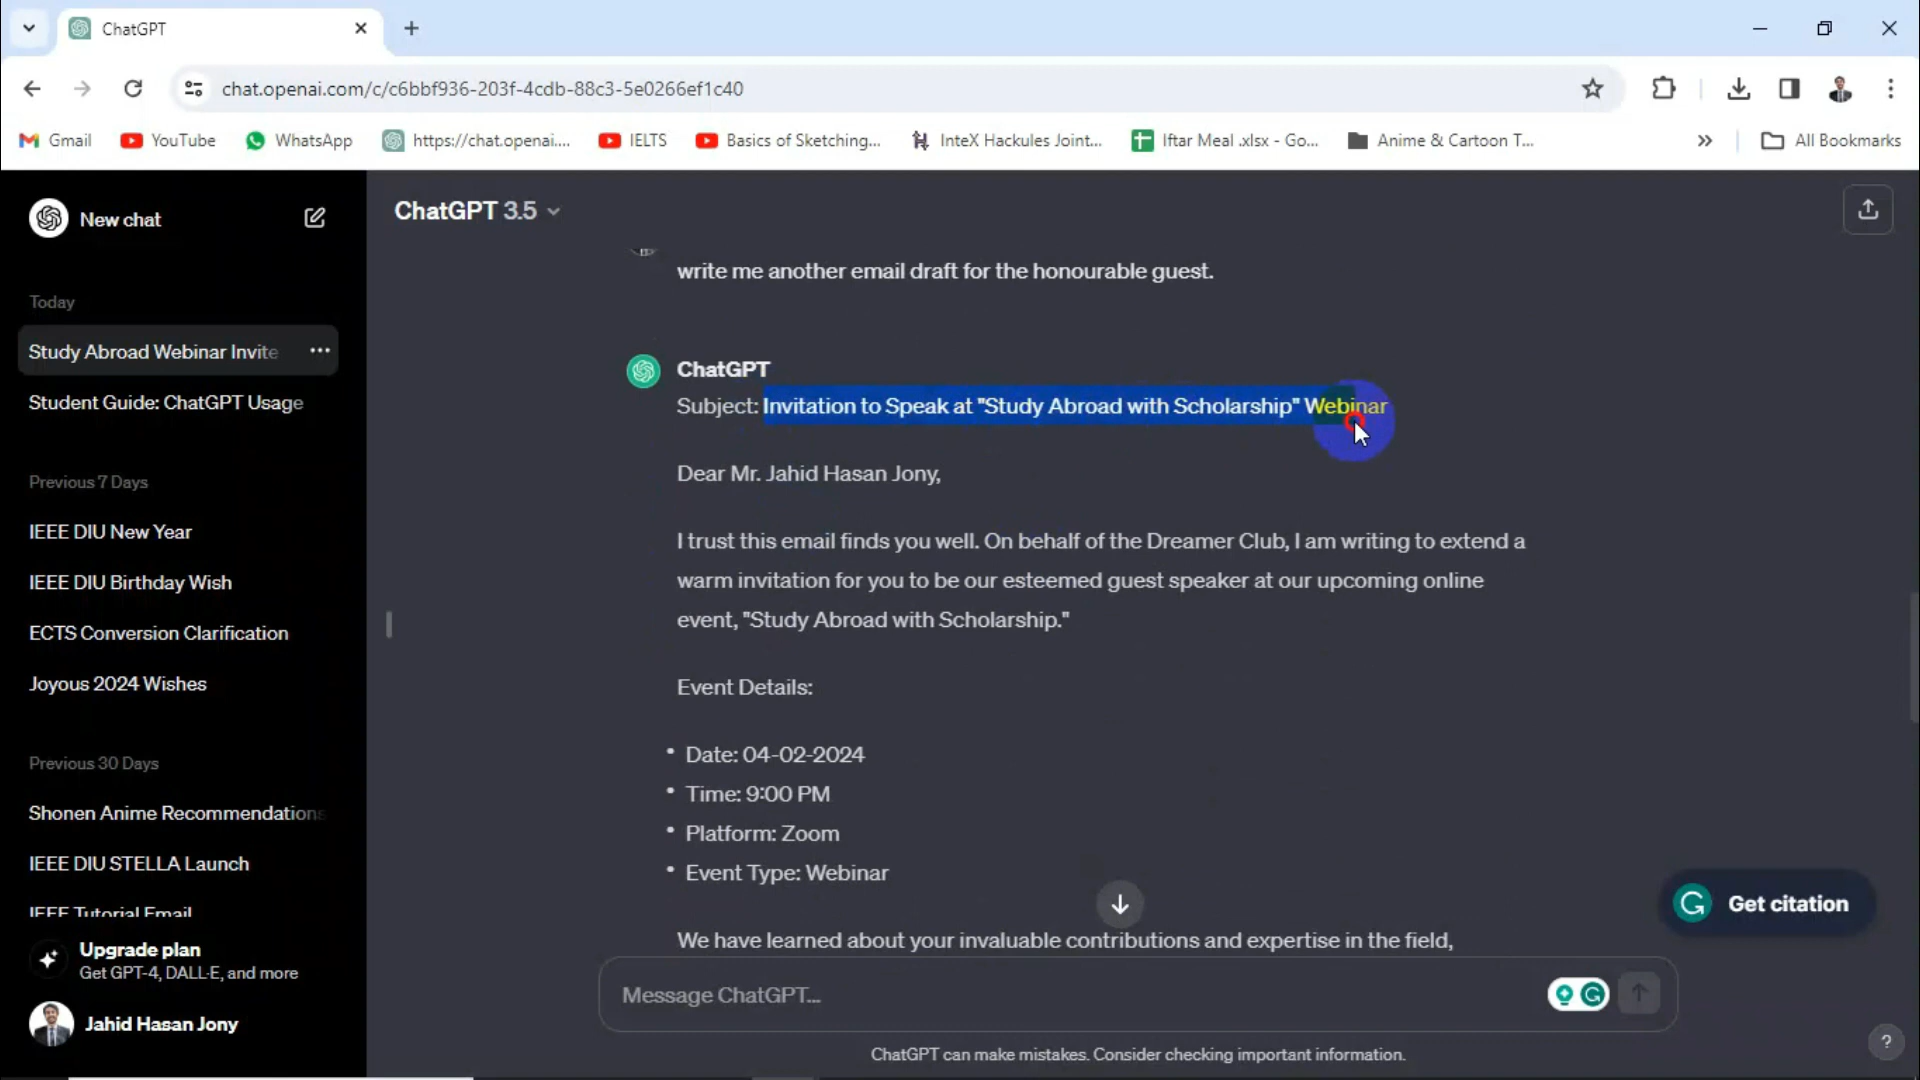 ChatGPT
chat.openai.com/c/c6bbf936-203f-4cdb-88c3-5e0266ef1c40
Gmail
YouTube
WhatsApp
https://chat.openai....
IELTS
Basics of Sketching...
InteX Hackules Joint...
Iftar Meal .xlsx - Go...
Anime & Cartoon T...
All Bookmarks
New chat
Today
Study Abroad Webinar Invite
Student Guide: ChatGPT Usage
Previous 7 Days
IEEE DIU New Year
IEEE DIU Birthday Wish
ECTS Conversion Clarification
Joyous 2024 Wishes
Previous 30 Days
Shonen Anime Recommendations
IEEE DIU STELLA Launch
IEEE Tutorial Email
Upgrade plan
Get GPT-4, DALL·E, and more
Jahid Hasan Jony
ChatGPT 3.5
write me another email draft for the honourable guest.
ChatGPT
Subject: Invitation to Speak at "Study Abroad with Scholarship" Webinar
Dear Mr. Jahid Hasan Jony,
I trust this email finds you well. On behalf of the Dreamer Club, I am writing to extend a
warm invitation for you to be our esteemed guest speaker at our upcoming online
event, "Study Abroad with Scholarship."
Event Details:
• Date: 04-02-2024
• Time: 9:00 PM
• Platform: Zoom
• Event Type: Webinar
We have learned about your invaluable contributions and expertise in the field,
Get citation
Message ChatGPT...
ChatGPT can make mistakes. Consider checking important information.
?